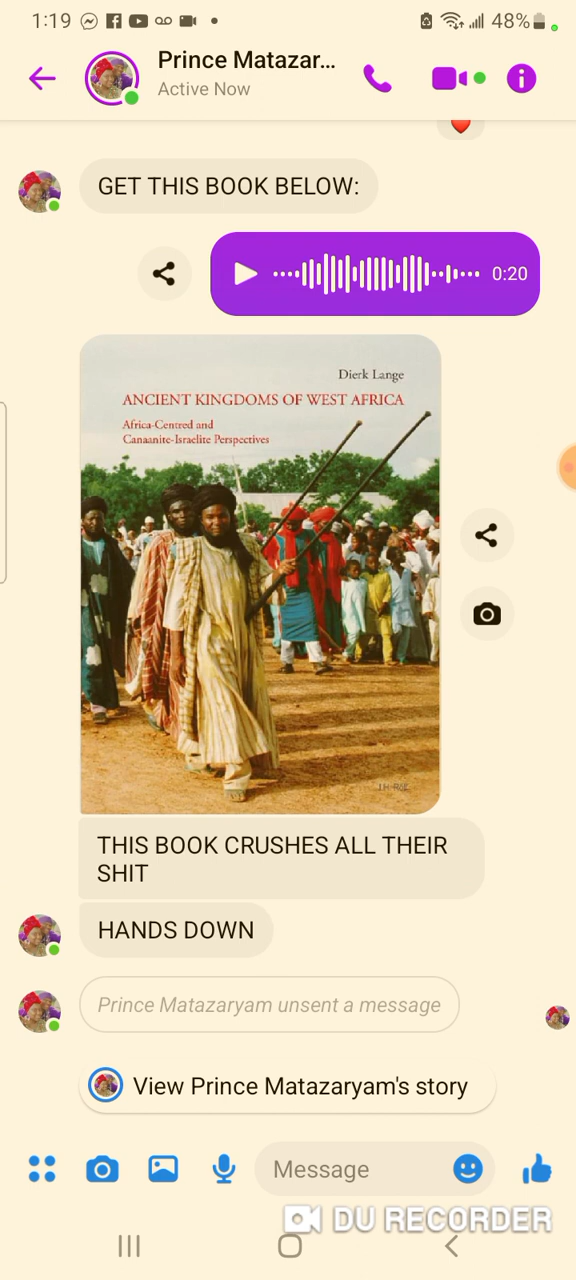 1:19
48%
Prince Matazar...
Active Now
GET THIS BOOK BELOW:
0:20
Dierk Lange
ANCIENT KINGDOMS OF WEST AFRICA
Africa-Centred and
Canaanite-Israelite Perspectives
THIS BOOK CRUSHES ALL THEIR
SHIT
HANDS DOWN
Prince Matazaryam unsent a message
View Prince Matazaryam's story
Message
DU RECORDER